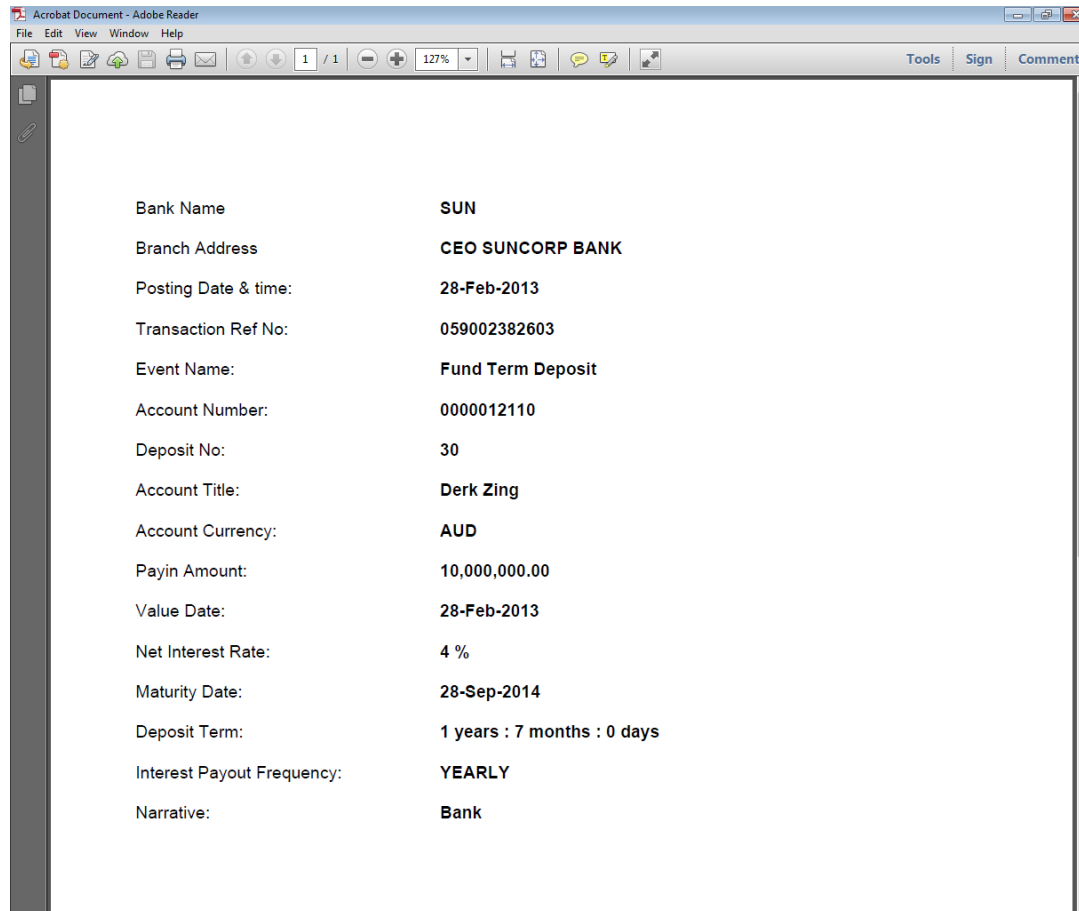 Acrobat Document - Adobe Reader
File Edit View Window Help
1 / 1 127% Tools Sign Comment
Bank Name SUN
Branch Address CEO SUNCORP BANK
Posting Date & time: 28-Feb-2013
Transaction Ref No: 059002382603
Event Name: Fund Term Deposit
Account Number: 0000012110
Deposit No: 30
Account Title: Derk Zing
Account Currency: AUD
Payin Amount: 10,000,000.00
Value Date: 28-Feb-2013
Net Interest Rate: 4 %
Maturity Date: 28-Sep-2014
Deposit Term: 1 years : 7 months : 0 days
Interest Payout Frequency: YEARLY
Narrative: Bank